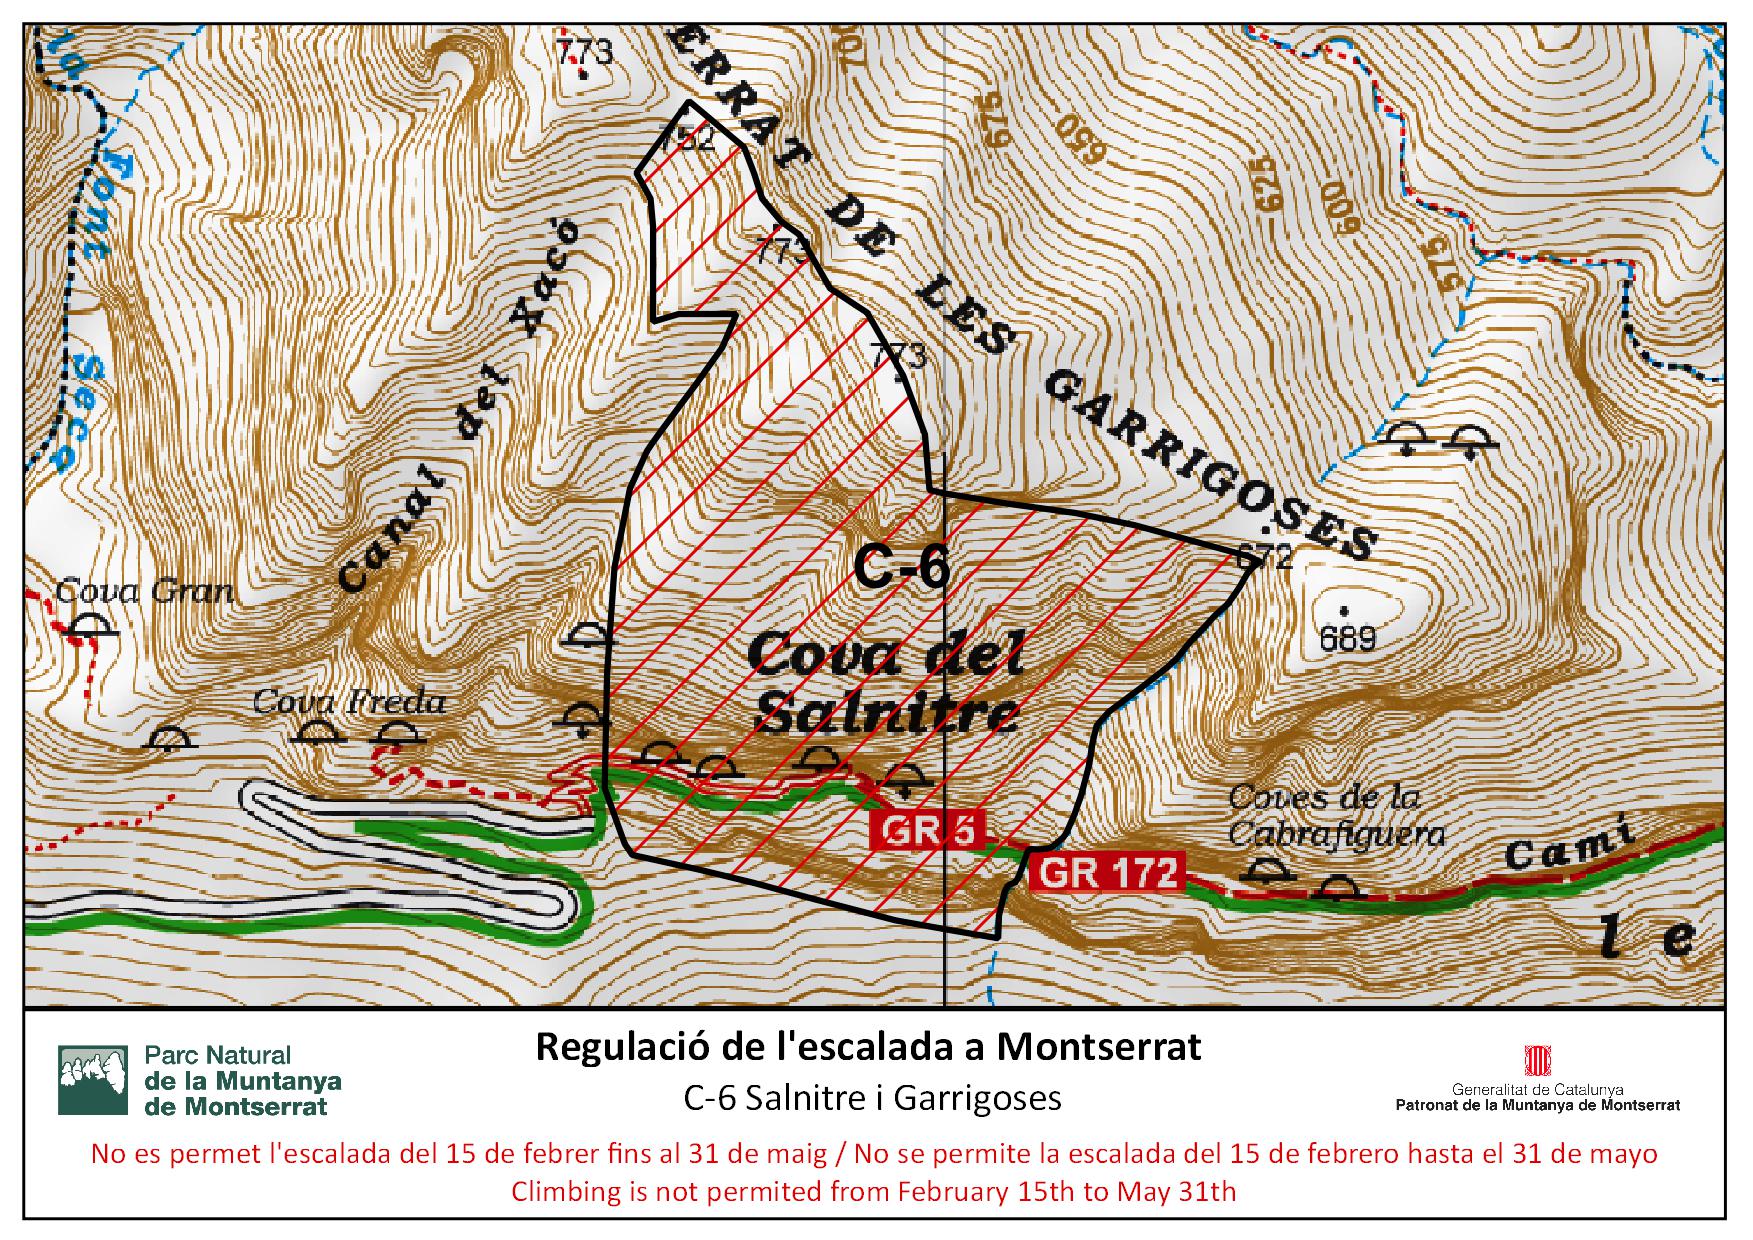 773
ERRAT DE LES GARRIGOSES
700
675
650
625
600
575
752
773
773
672
689
Font Seca
Canal del Xacó
Cova Gran
Cova Freda
C-6
Cova del
Salnitre
GR 5
GR 172
Coves de la
Cabrafiguera
Camí
le
Parc Natural
de la Muntanya
de Montserrat
Regulació de l'escalada a Montserrat
C-6 Salnitre i Garrigoses
Generalitat de Catalunya
Patronat de la Muntanya de Montserrat
No es permet l'escalada del 15 de febrer fins al 31 de maig / No se permite la escalada del 15 de febrero hasta el 31 de mayo
Climbing is not permited from February 15th to May 31th